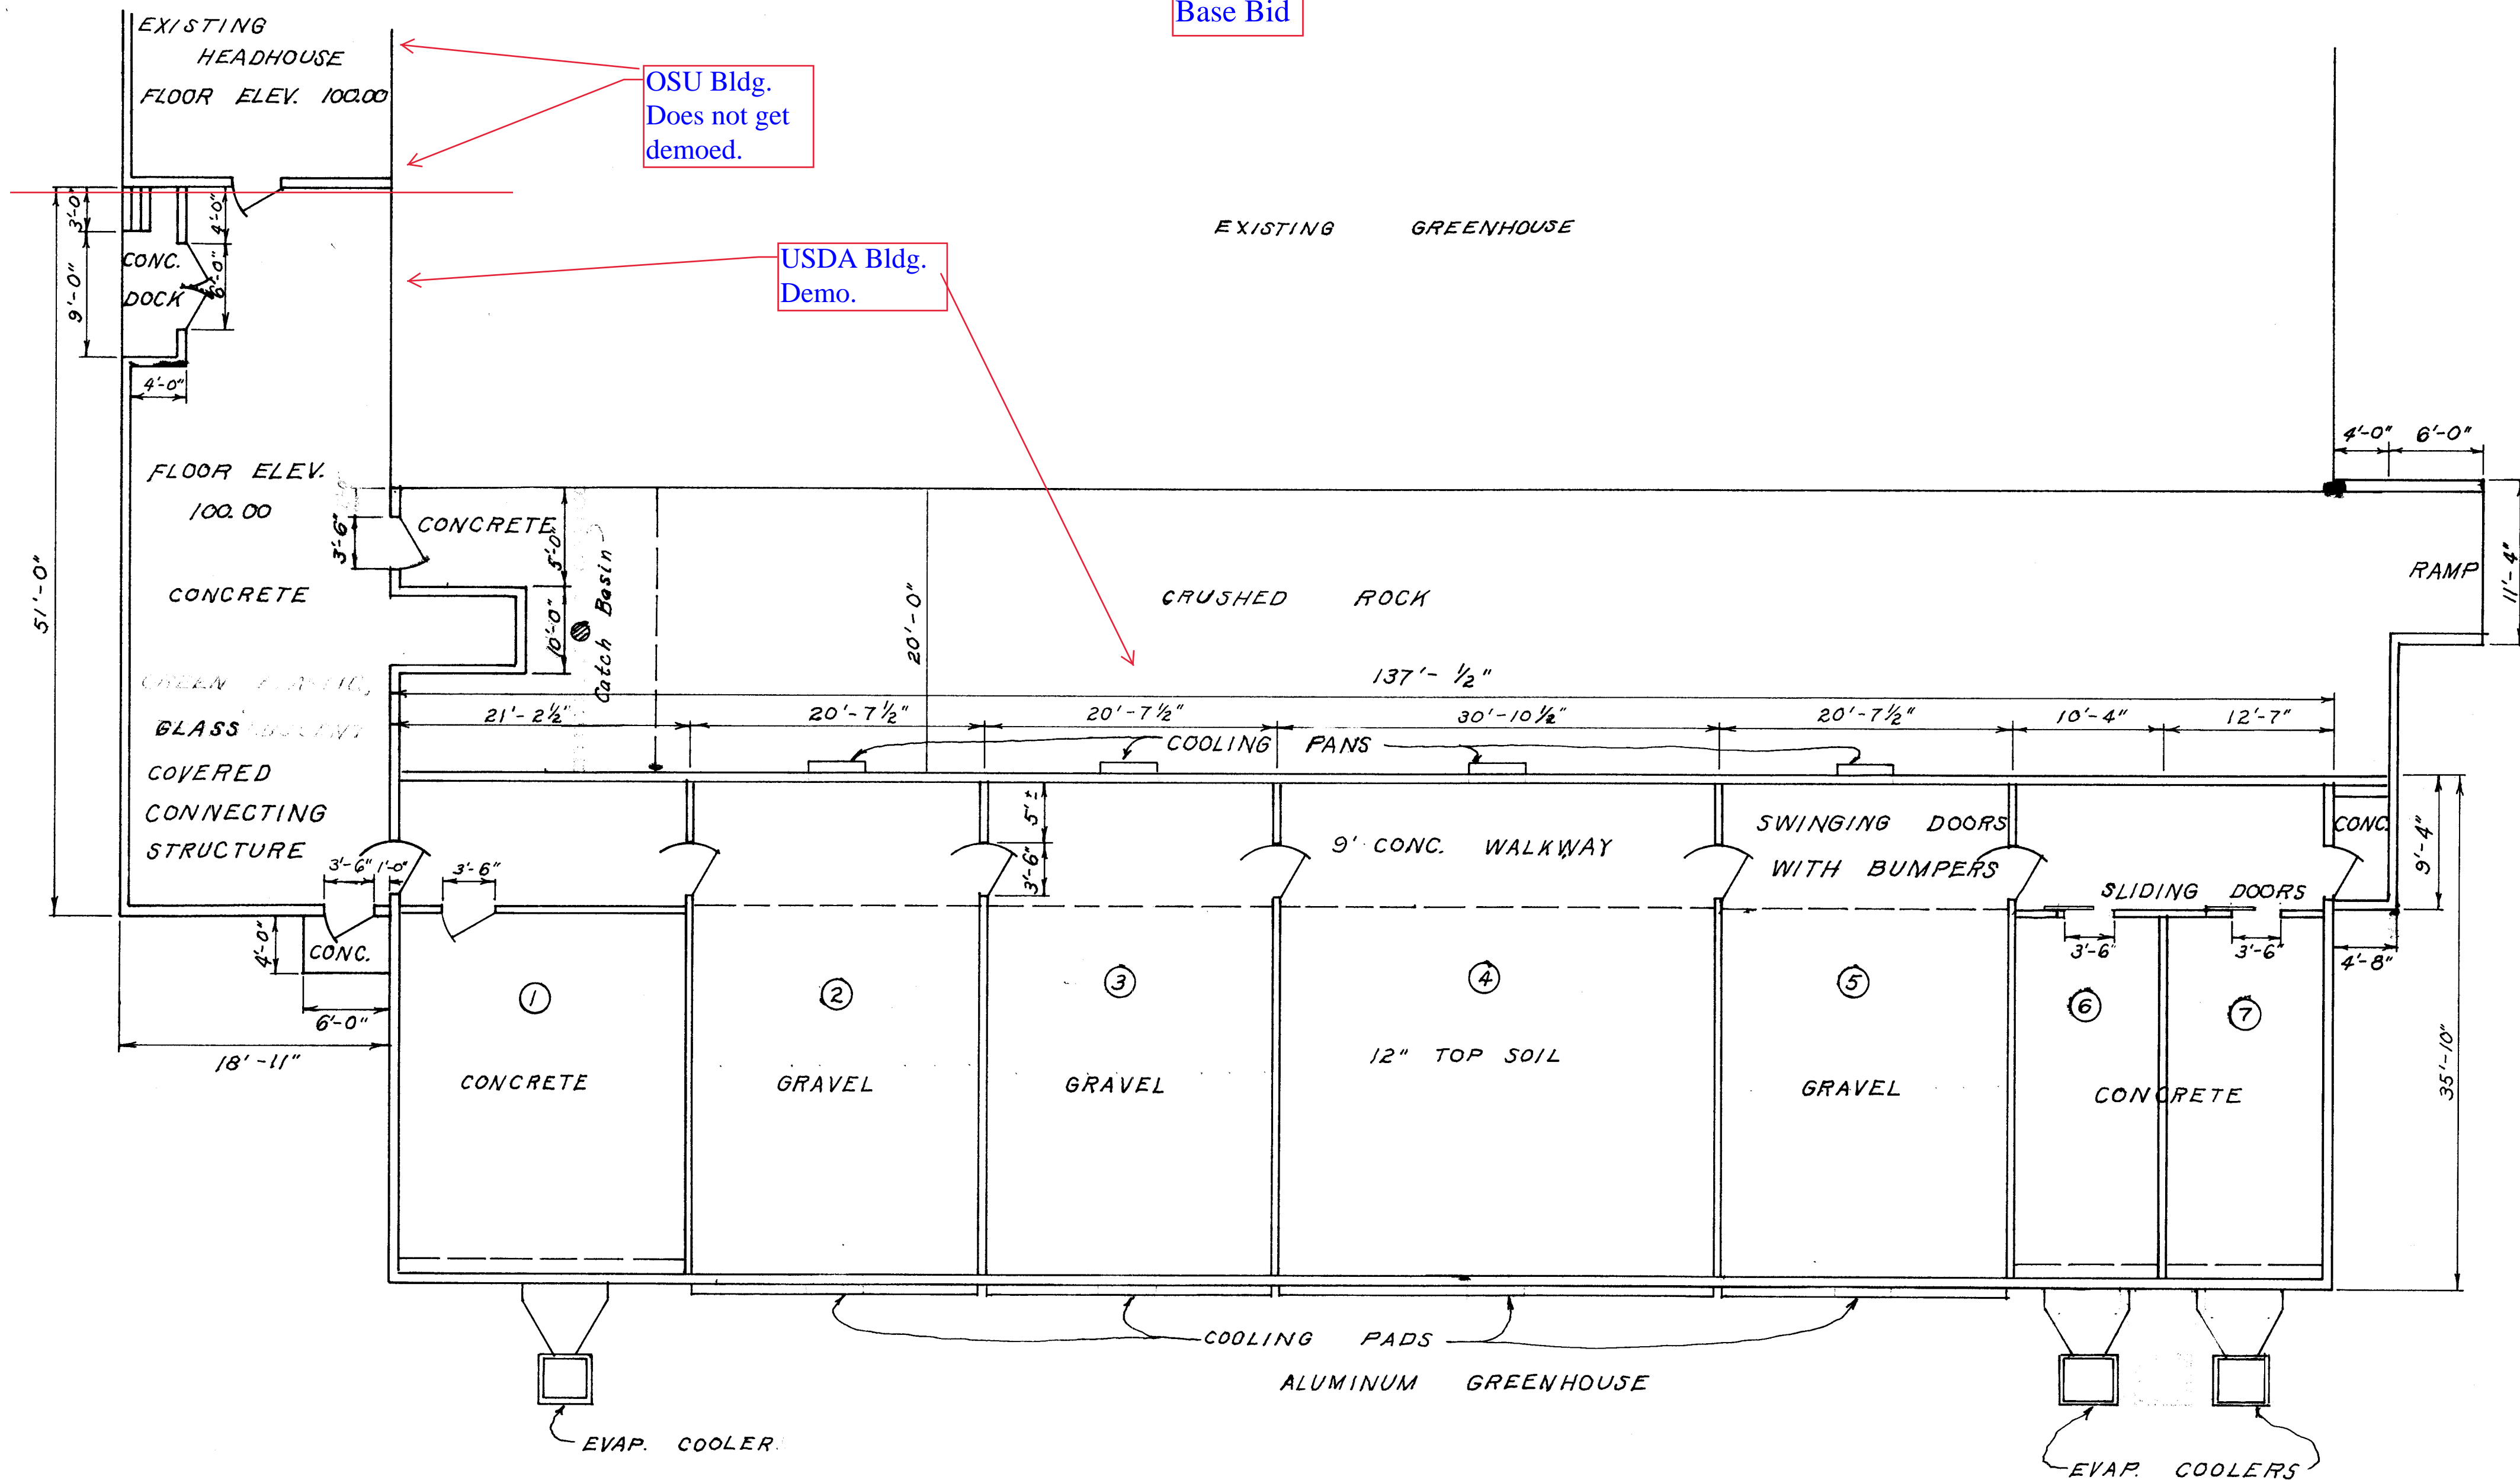 Base Bid
EXISTING
HEADHOUSE
FLOOR ELEV. 100.00
OSU Bldg.
Does not get
demoed.
EXISTING GREENHOUSE
USDA Bldg.
Demo.
3'-0"
4'-0"
CONC.
DOCK
9'-0"
6'-0"
4'-0"
51'-0"
FLOOR ELEV.
100.00
CONCRETE
GLASS
COVERED
CONNECTING
STRUCTURE
3'-6"
CONCRETE
5'-0"
10'-0"
Catch Basin
20'-0"
CRUSHED ROCK
4'-0" 6'-0"
RAMP
11'-4"
137'- 1/2"
21'-2 1/2" 20'-7 1/2" 20'-7 1/2" 30'-10 1/2" 20'-7 1/2" 10'-4" 12'-7"
COOLING PANS
5'±
3'-6"
9' CONC. WALKWAY
SWINGING DOORS
WITH BUMPERS
SLIDING DOORS
CONC.
9'-4"
3'-6" 1'-0" 3'-6"
3'-6" 3'-6"
4'-8"
4'-0"
CONC.
6'-0"
18'-11"
1 2 3 4 5 6 7
CONCRETE
GRAVEL
GRAVEL
12" TOP SOIL
GRAVEL
CONCRETE
35'-10"
COOLING PADS
ALUMINUM GREENHOUSE
EVAP. COOLER.
EVAP. COOLERS